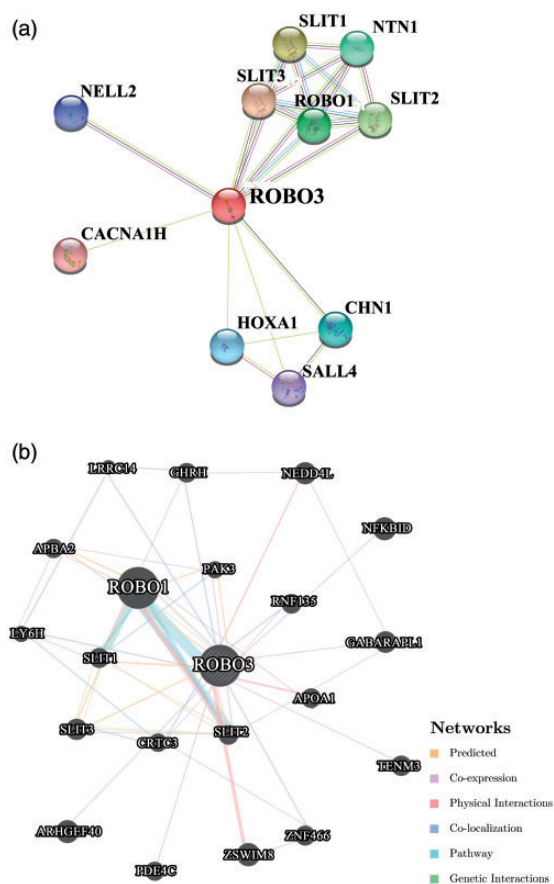 (a)
SLIT1
NTN1
SLIT3
NELL2
ROBO1
SLIT2
ROBO3
CACNA1H
CHN1
HOXA1
SALL4
(b)
LRRC14
GHRH
NEDD4L
NFKBID
APBA2
PAK3
ROBO1
RNF135
LY6H
GABARAPL1
SLIT1
ROBO3
APOA1
SLIT3
SLIT2
CRTC3
TENM3
ARHGEF40
ZNF466
ZSWIM8
PDE4C
Networks
Predicted
Co-expression
Physical Interactions
Co-localization
Pathway
Genetic Interactions